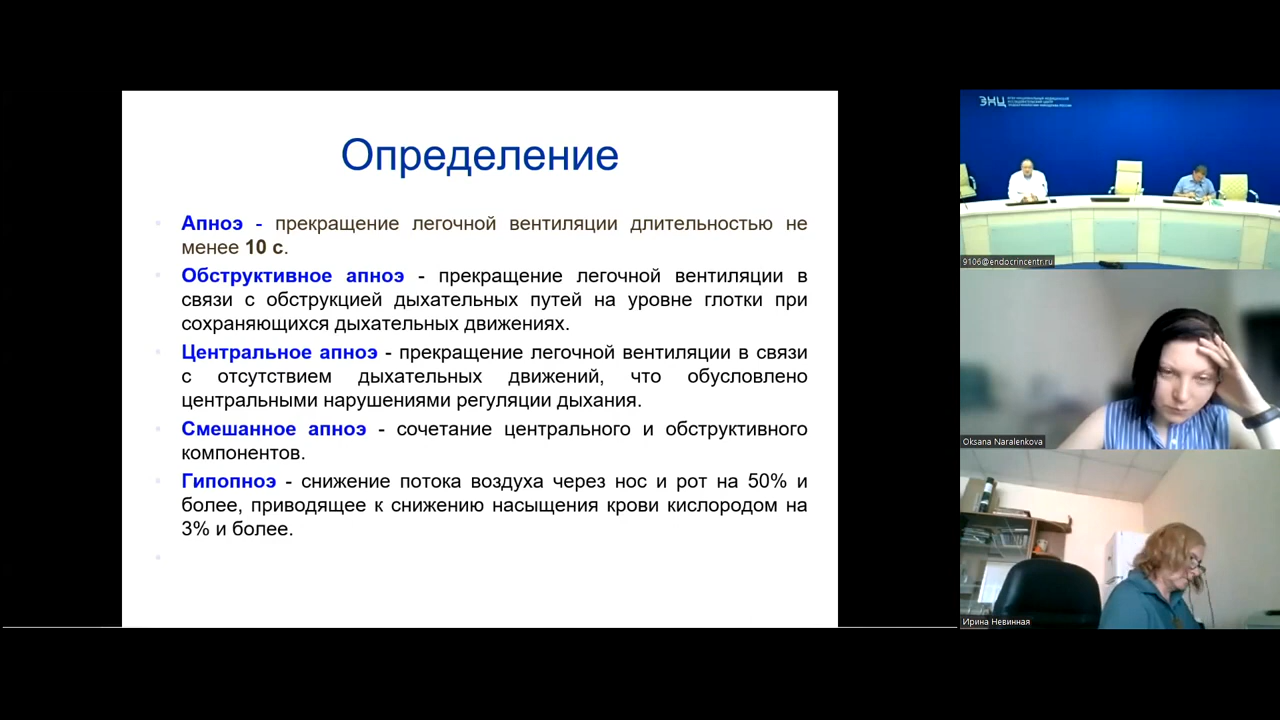 Определение
Апноэ - прекращение легочной вентиляции длительностью не
менее 10 с.
Обструктивное апноэ - прекращение легочной вентиляции в
связи с обструкцией дыхательных путей на уровне глотки при
сохраняющихся дыхательных движениях.
Центральное апноэ - прекращение легочной вентиляции в связи
с отсутствием дыхательных движений, что обусловлено
центральными нарушениями регуляции дыхания.
Смешанное апноэ - сочетание центрального и обструктивного
компонентов.
Гипопноэ - снижение потока воздуха через нос и рот на 50% и
более, приводящее к снижению насыщения крови кислородом на
3% и более.
ЭНЦ
9106@endocrincentr.ru
Oksana Naralenkova
Ирина Невинная